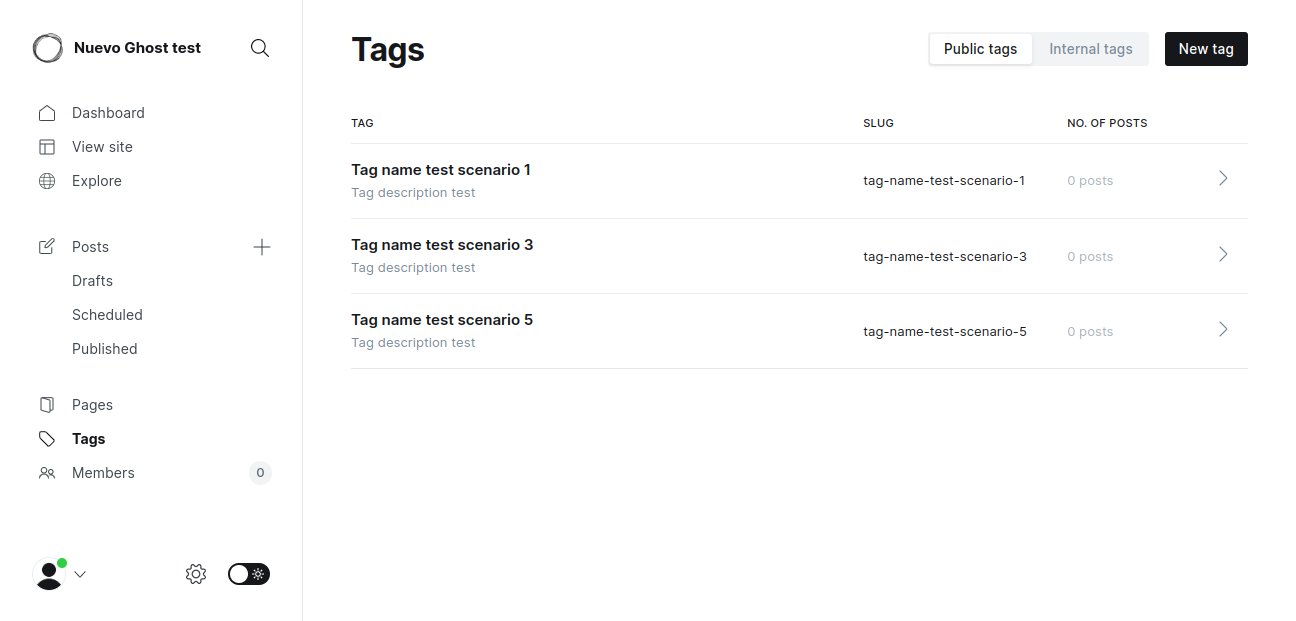 Nuevo Ghost test
Dashboard
View site
Explore
Posts
Drafts
Scheduled
Published
Pages
Tags
Members 0
Tags
Public tags Internal tags New tag
TAG SLUG NO. OF POSTS
Tag name test scenario 1
Tag description test
tag-name-test-scenario-1 0 posts
Tag name test scenario 3
Tag description test
tag-name-test-scenario-3 0 posts
Tag name test scenario 5
Tag description test
tag-name-test-scenario-5 0 posts